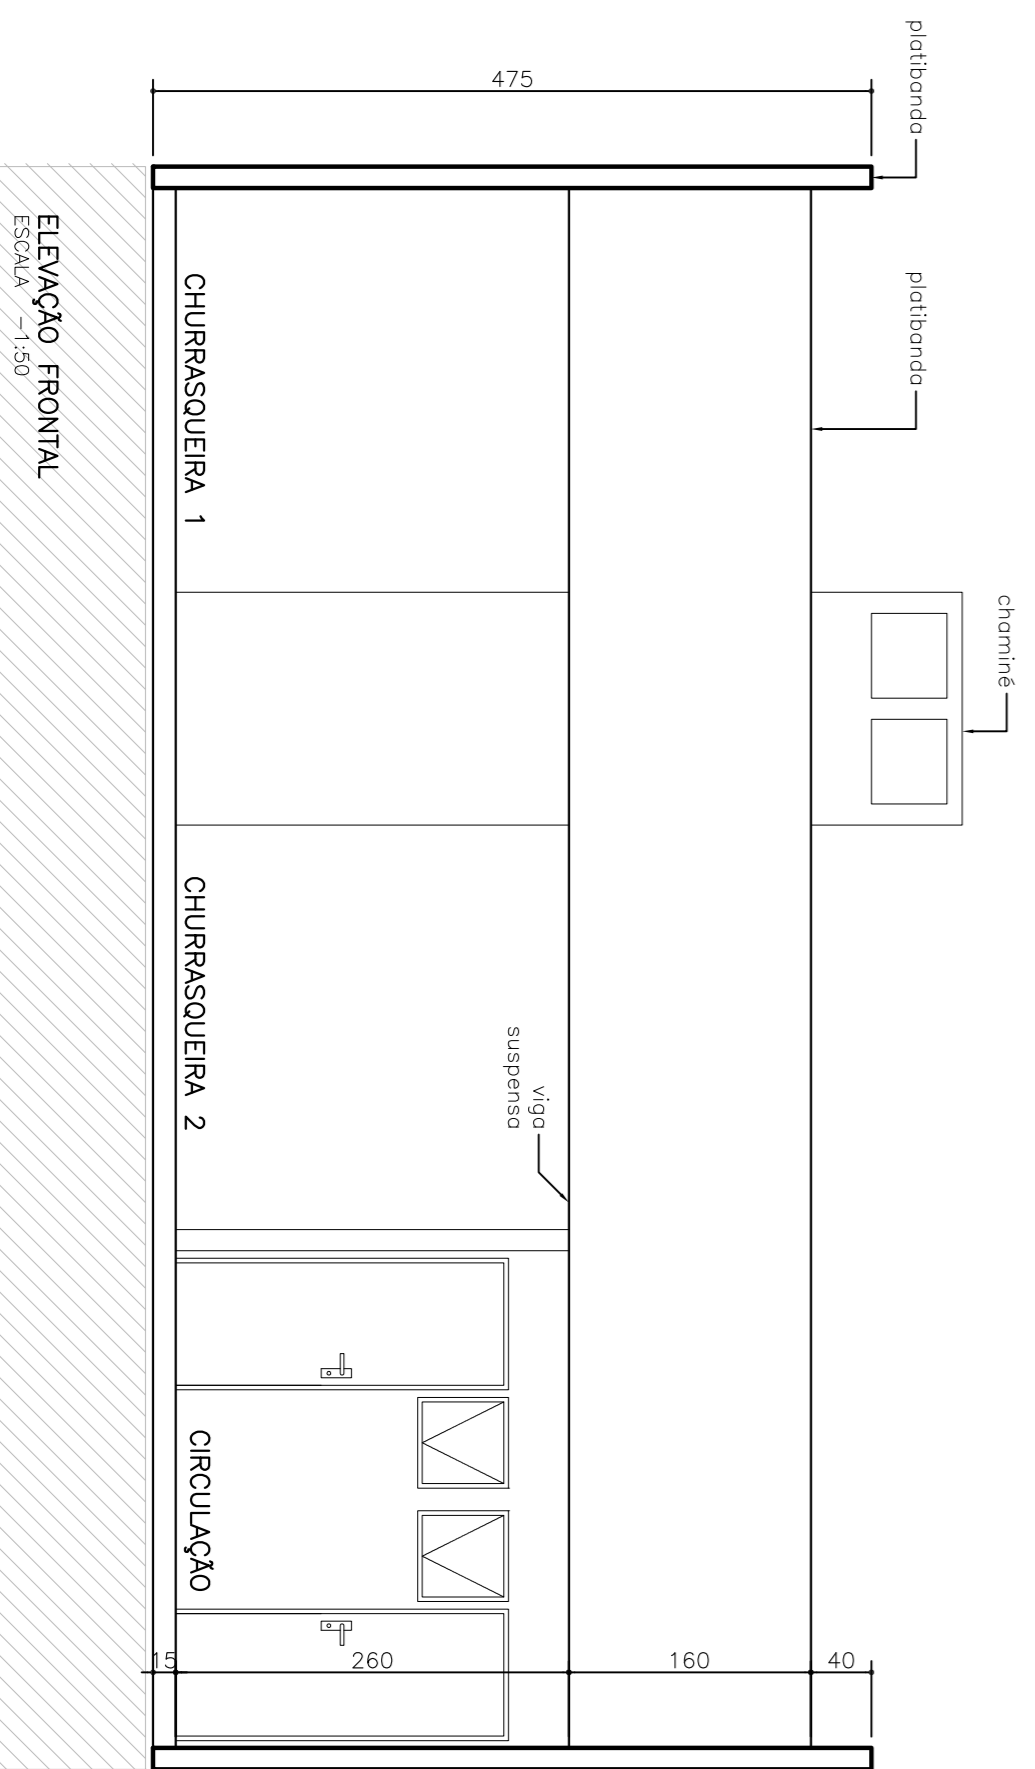 chaminé
platibanda
platibanda
475
40
160
260
15
viga
suspensa
CHURRASQUEIRA 1
CHURRASQUEIRA 2
CIRCULAÇÃO
ELEVAÇÃO FRONTAL
ESCALA -1:50